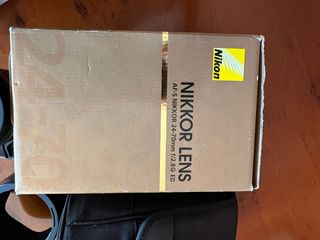 Nikon
NIKKOR LENS
AF-S NIKKOR 24-70mm f/2.8G ED
24-70